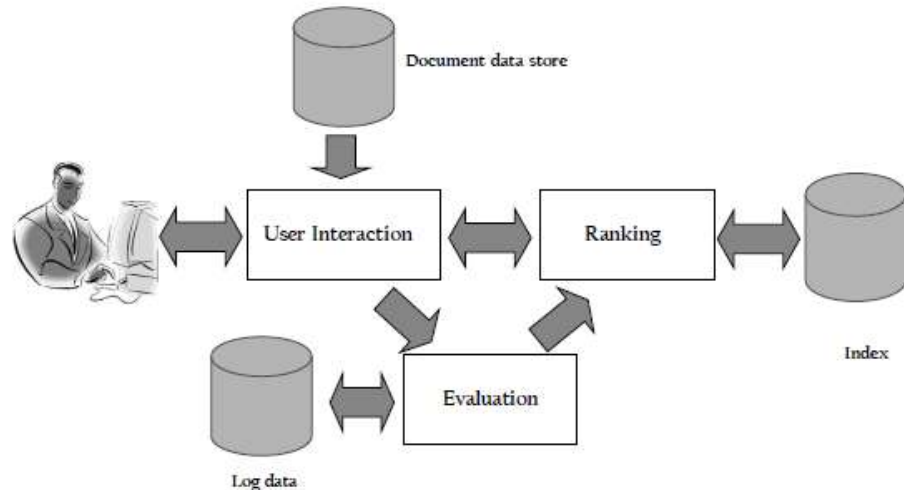 Document data store
User Interaction
Ranking
Index
Evaluation
Log data